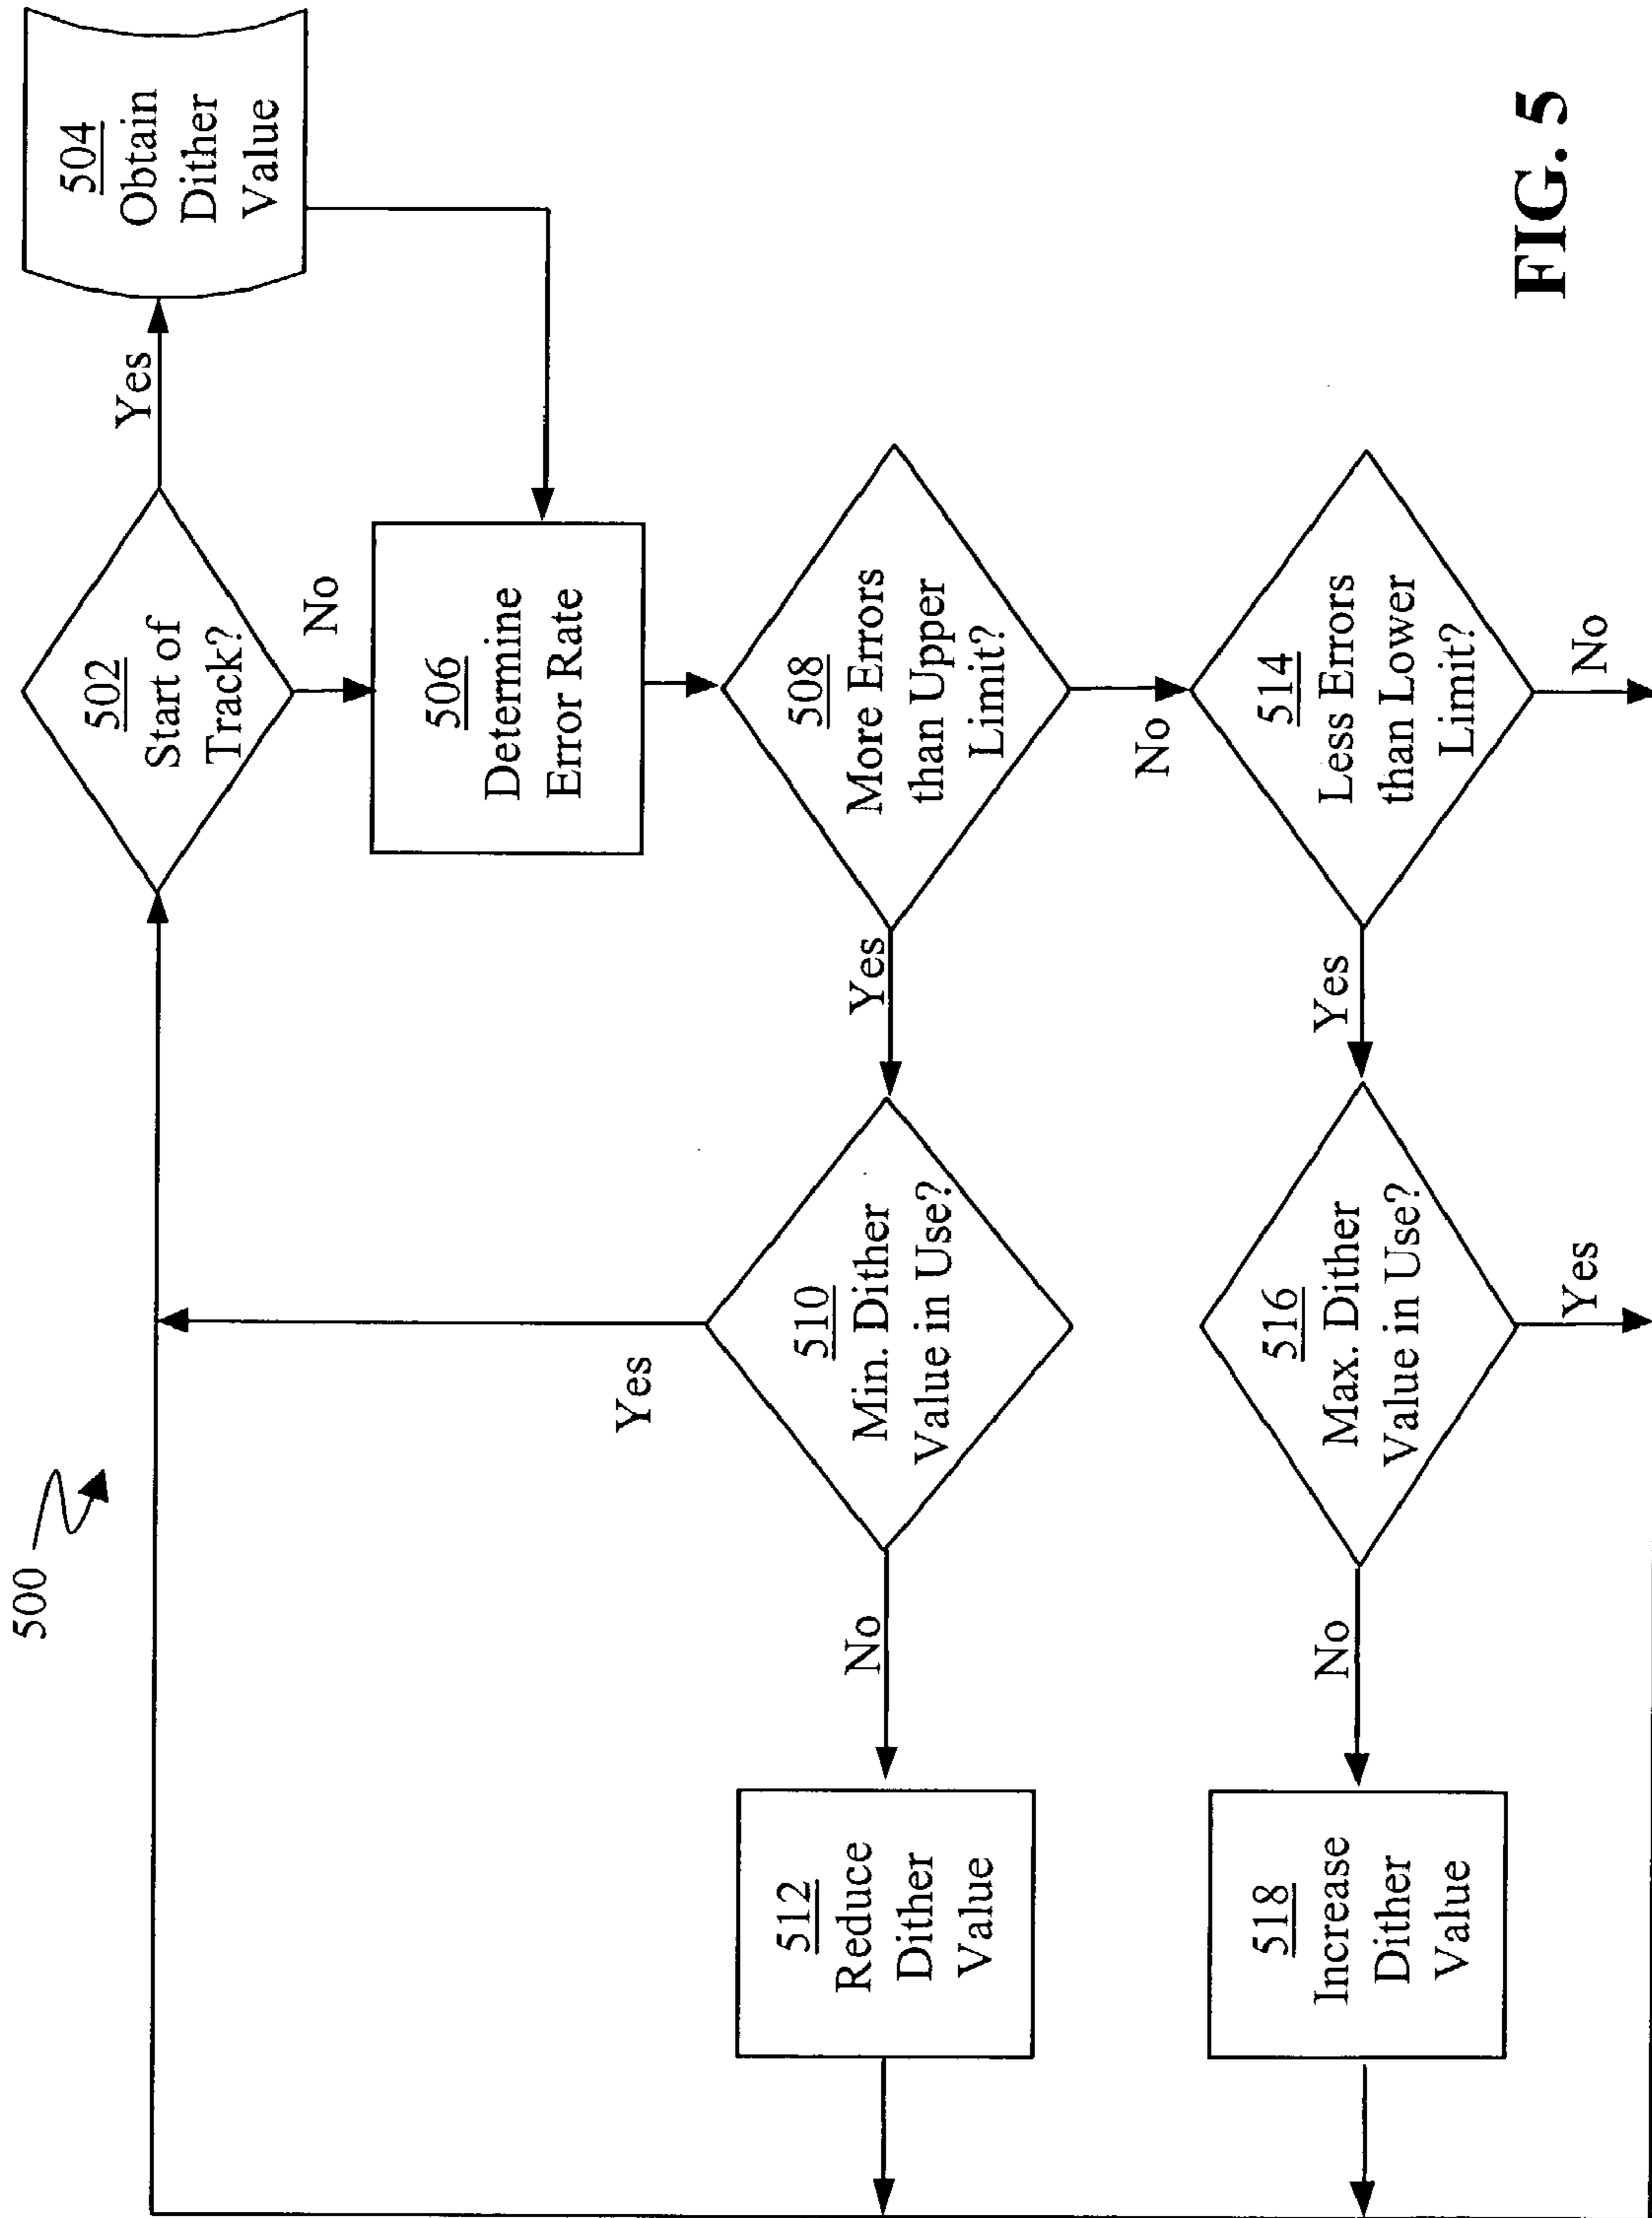 500
502
Start of
Track?
Yes
504
Obtain
Dither
Value
No
506
Determine
Error Rate
508
More Errors
than Upper
Limit?
Yes
510
Min. Dither
Value in Use?
Yes
No
512
Reduce
Dither
Value
No
514
Less Errors
than Lower
Limit?
Yes
No
516
Max. Dither
Value in Use?
No
Yes
518
Increase
Dither
Value
FIG. 5